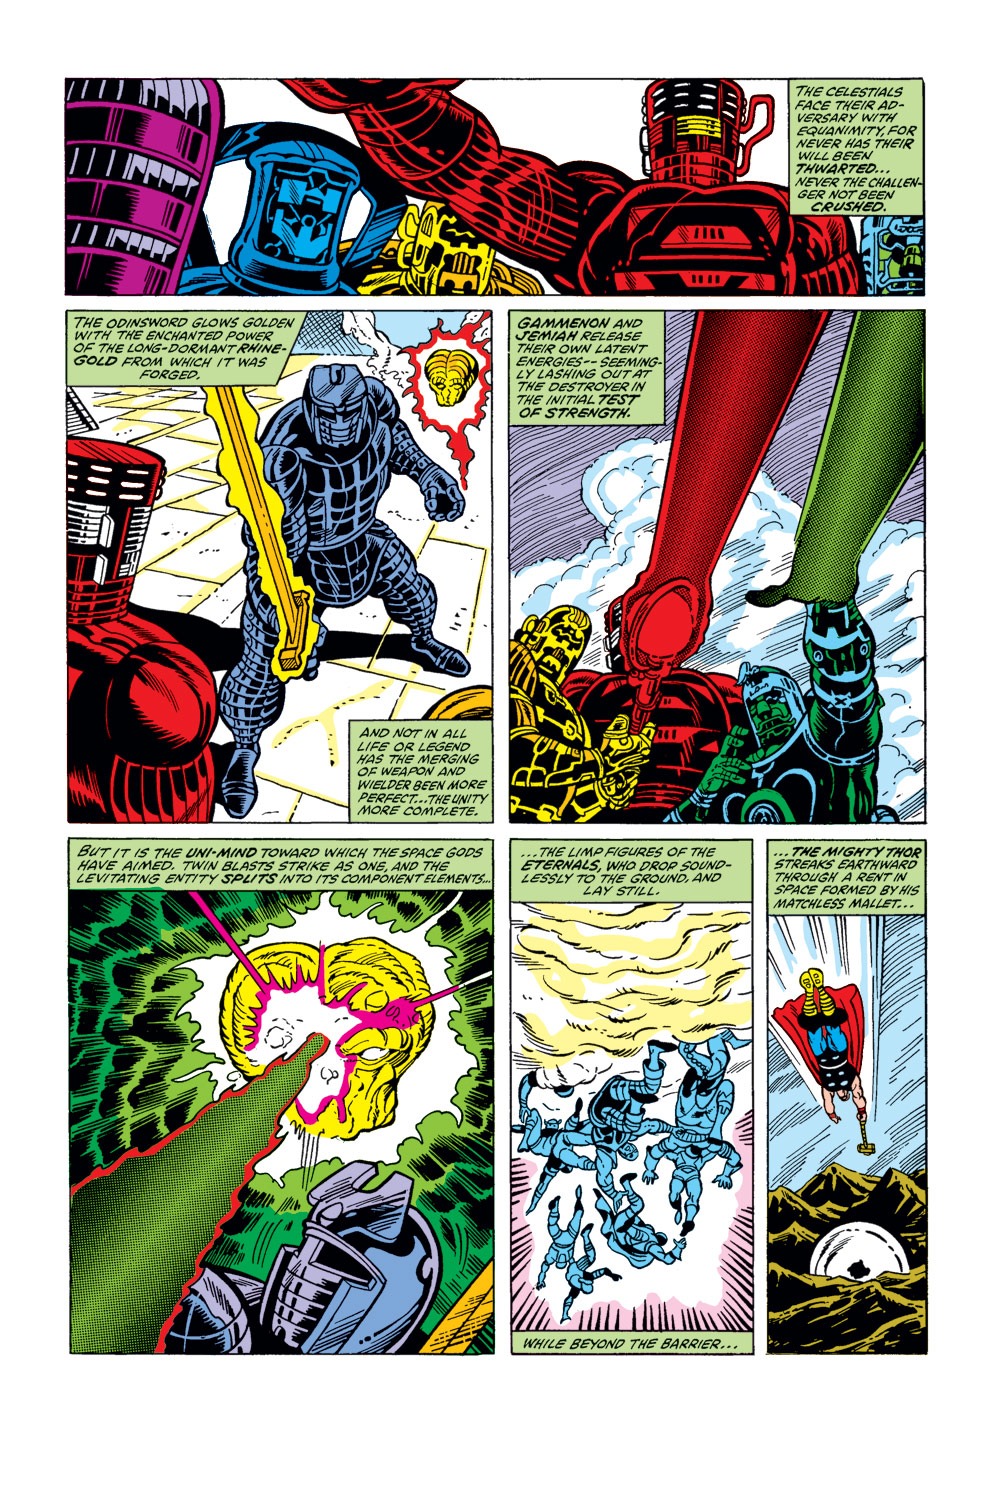 THE CELESTIALS
FACE THEIR AD-
VERSARY WITH
EQUANIMITY, FOR
NEVER HAS THEIR
WILL BEEN
THWARTED...
NEVER THE CHALLEN-
GER NOT BEEN
CRUSHED.
THE ODINSWORD GLOWS GOLDEN
WITH THE ENCHANTED POWER
OF THE LONG-DORMANT RHINE-
GOLD FROM WHICH IT WAS
FORGED.
AND NOT IN ALL
LIFE OR LEGEND
HAS THE MERGING
OF WEAPON AND
WIELDER BEEN MORE
PERFECT...THE UNITY
MORE COMPLETE.
GAMMENON AND
JEMIAH RELEASE
THEIR OWN LATENT
ENERGIES--SEEMING-
LY LASHING OUT AT
THE DESTROYER IN
THE INITIAL TEST
OF STRENGTH.
BUT IT IS THE UNI-MIND TOWARD WHICH THE SPACE GODS
HAVE AIMED. TWIN BLASTS STRIKE AS ONE, AND THE
LEVITATING ENTITY SPLITS INTO ITS COMPONENT ELEMENTS...
...THE LIMP FIGURES OF THE
ETERNALS, WHO DROP SOUND-
LESSLY TO THE GROUND, AND
LAY STILL.
WHILE BEYOND THE BARRIER...
...THE MIGHTY THOR
STREAKS EARTHWARD
THROUGH A RENT IN
SPACE FORMED BY HIS
MATCHLESS MALLET...